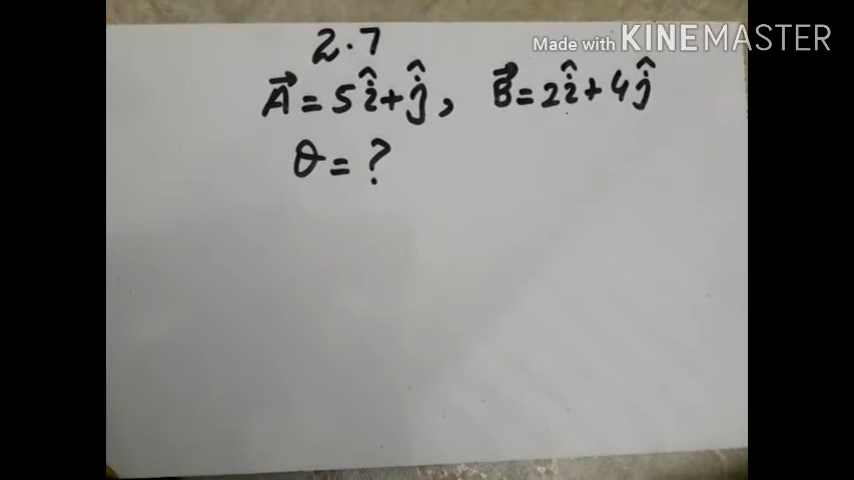 Made with KINEMASTER
2.7
A⃗ = 5î + ĵ, B⃗ = 2î + 4ĵ
θ = ?